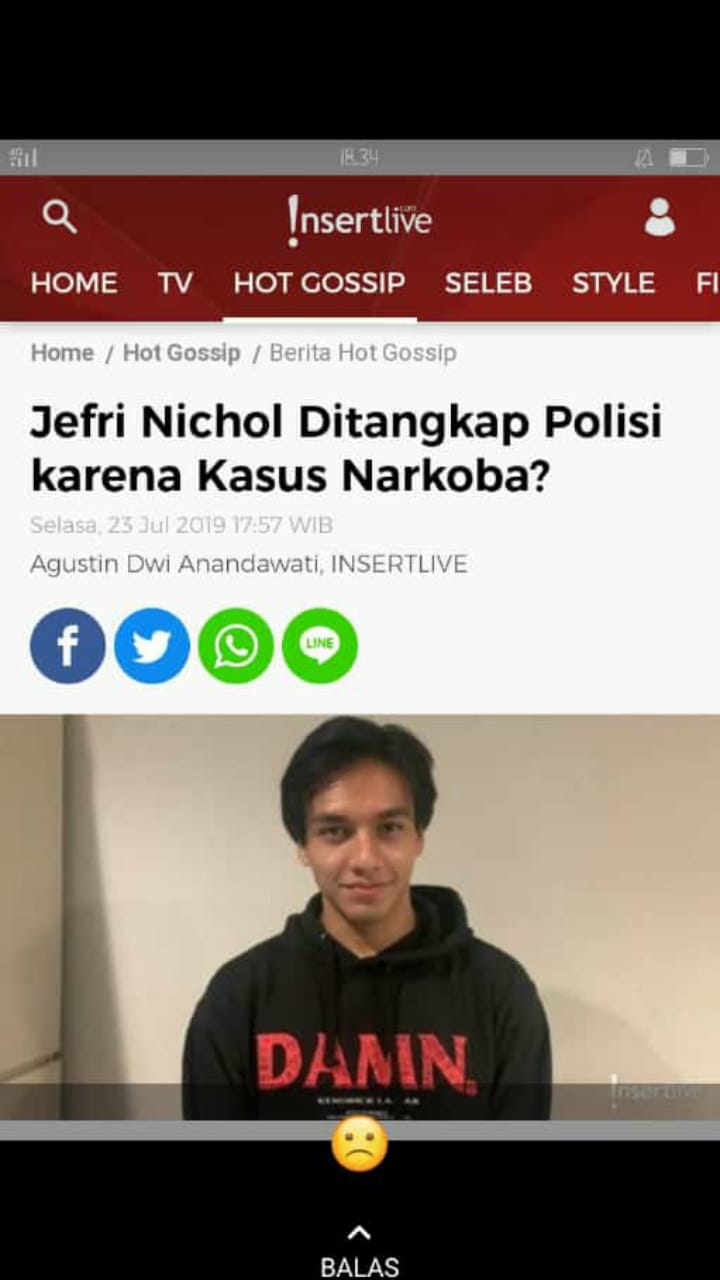 4G
18.34
Insertlive
.com
HOME TV HOT GOSSIP SELEB STYLE FI
Home / Hot Gossip / Berita Hot Gossip
Jefri Nichol Ditangkap Polisi
karena Kasus Narkoba?
Selasa, 23 Jul 2019 17:57 WIB
Agustin Dwi Anandawati, INSERTLIVE
f
LINE
DAMN.
Insertlive
BALAS